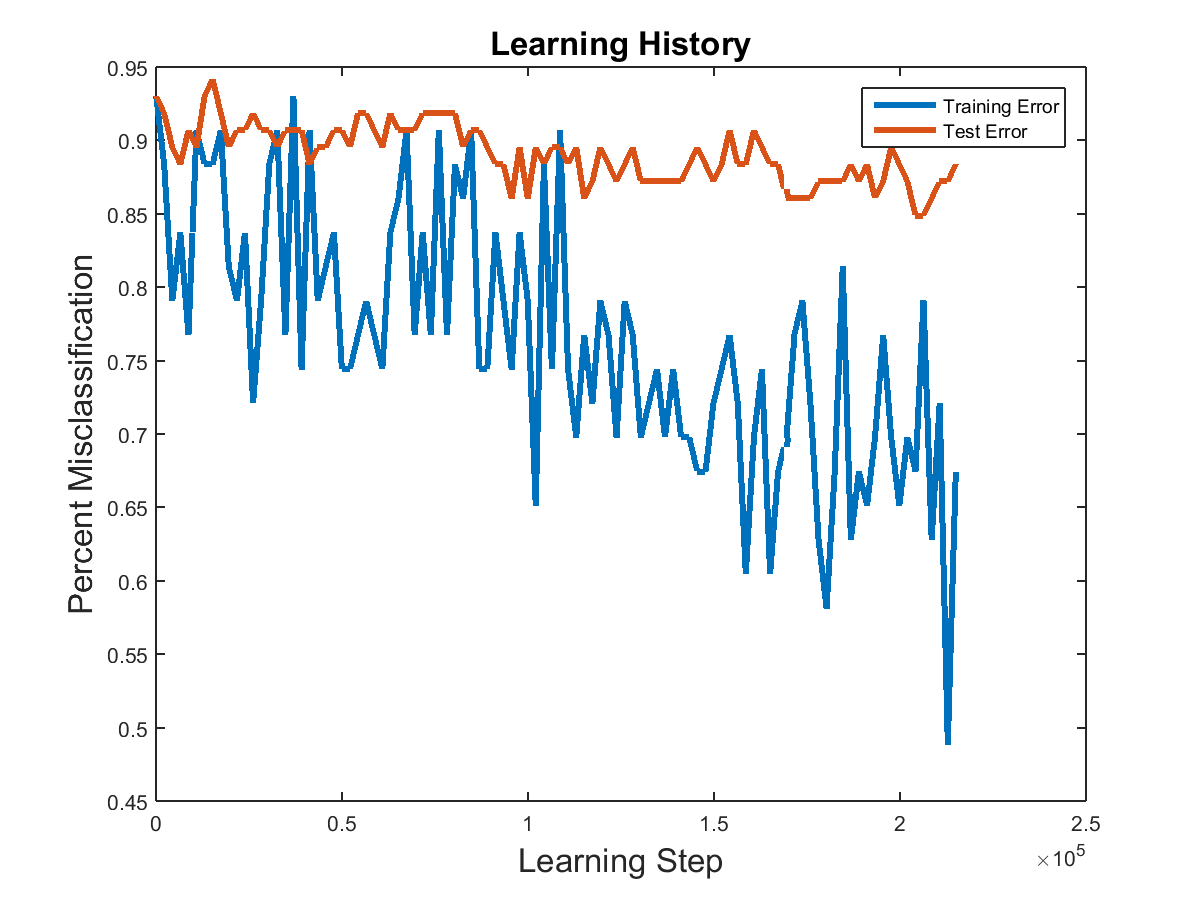 Learning History
Percent Misclassification
0.95
0.9
0.85
0.8
0.75
0.7
0.65
0.6
0.55
0.5
0.45
Training Error
Test Error
0 0.5 1 1.5 2 2.5
×10⁵
Learning Step